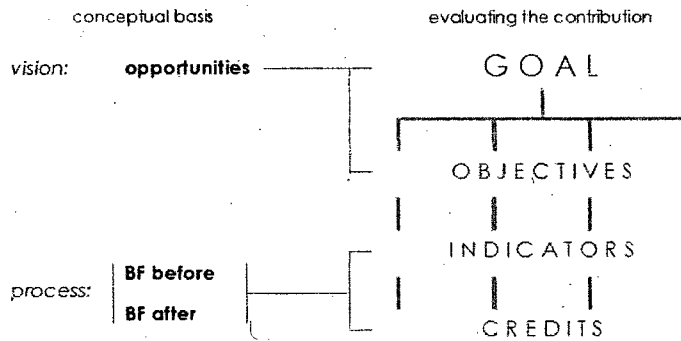 conceptual basis evaluating the contribution
vision: opportunities GOAL
OBJECTIVES
INDICATORS
BF before
process:
BF after
CREDITS